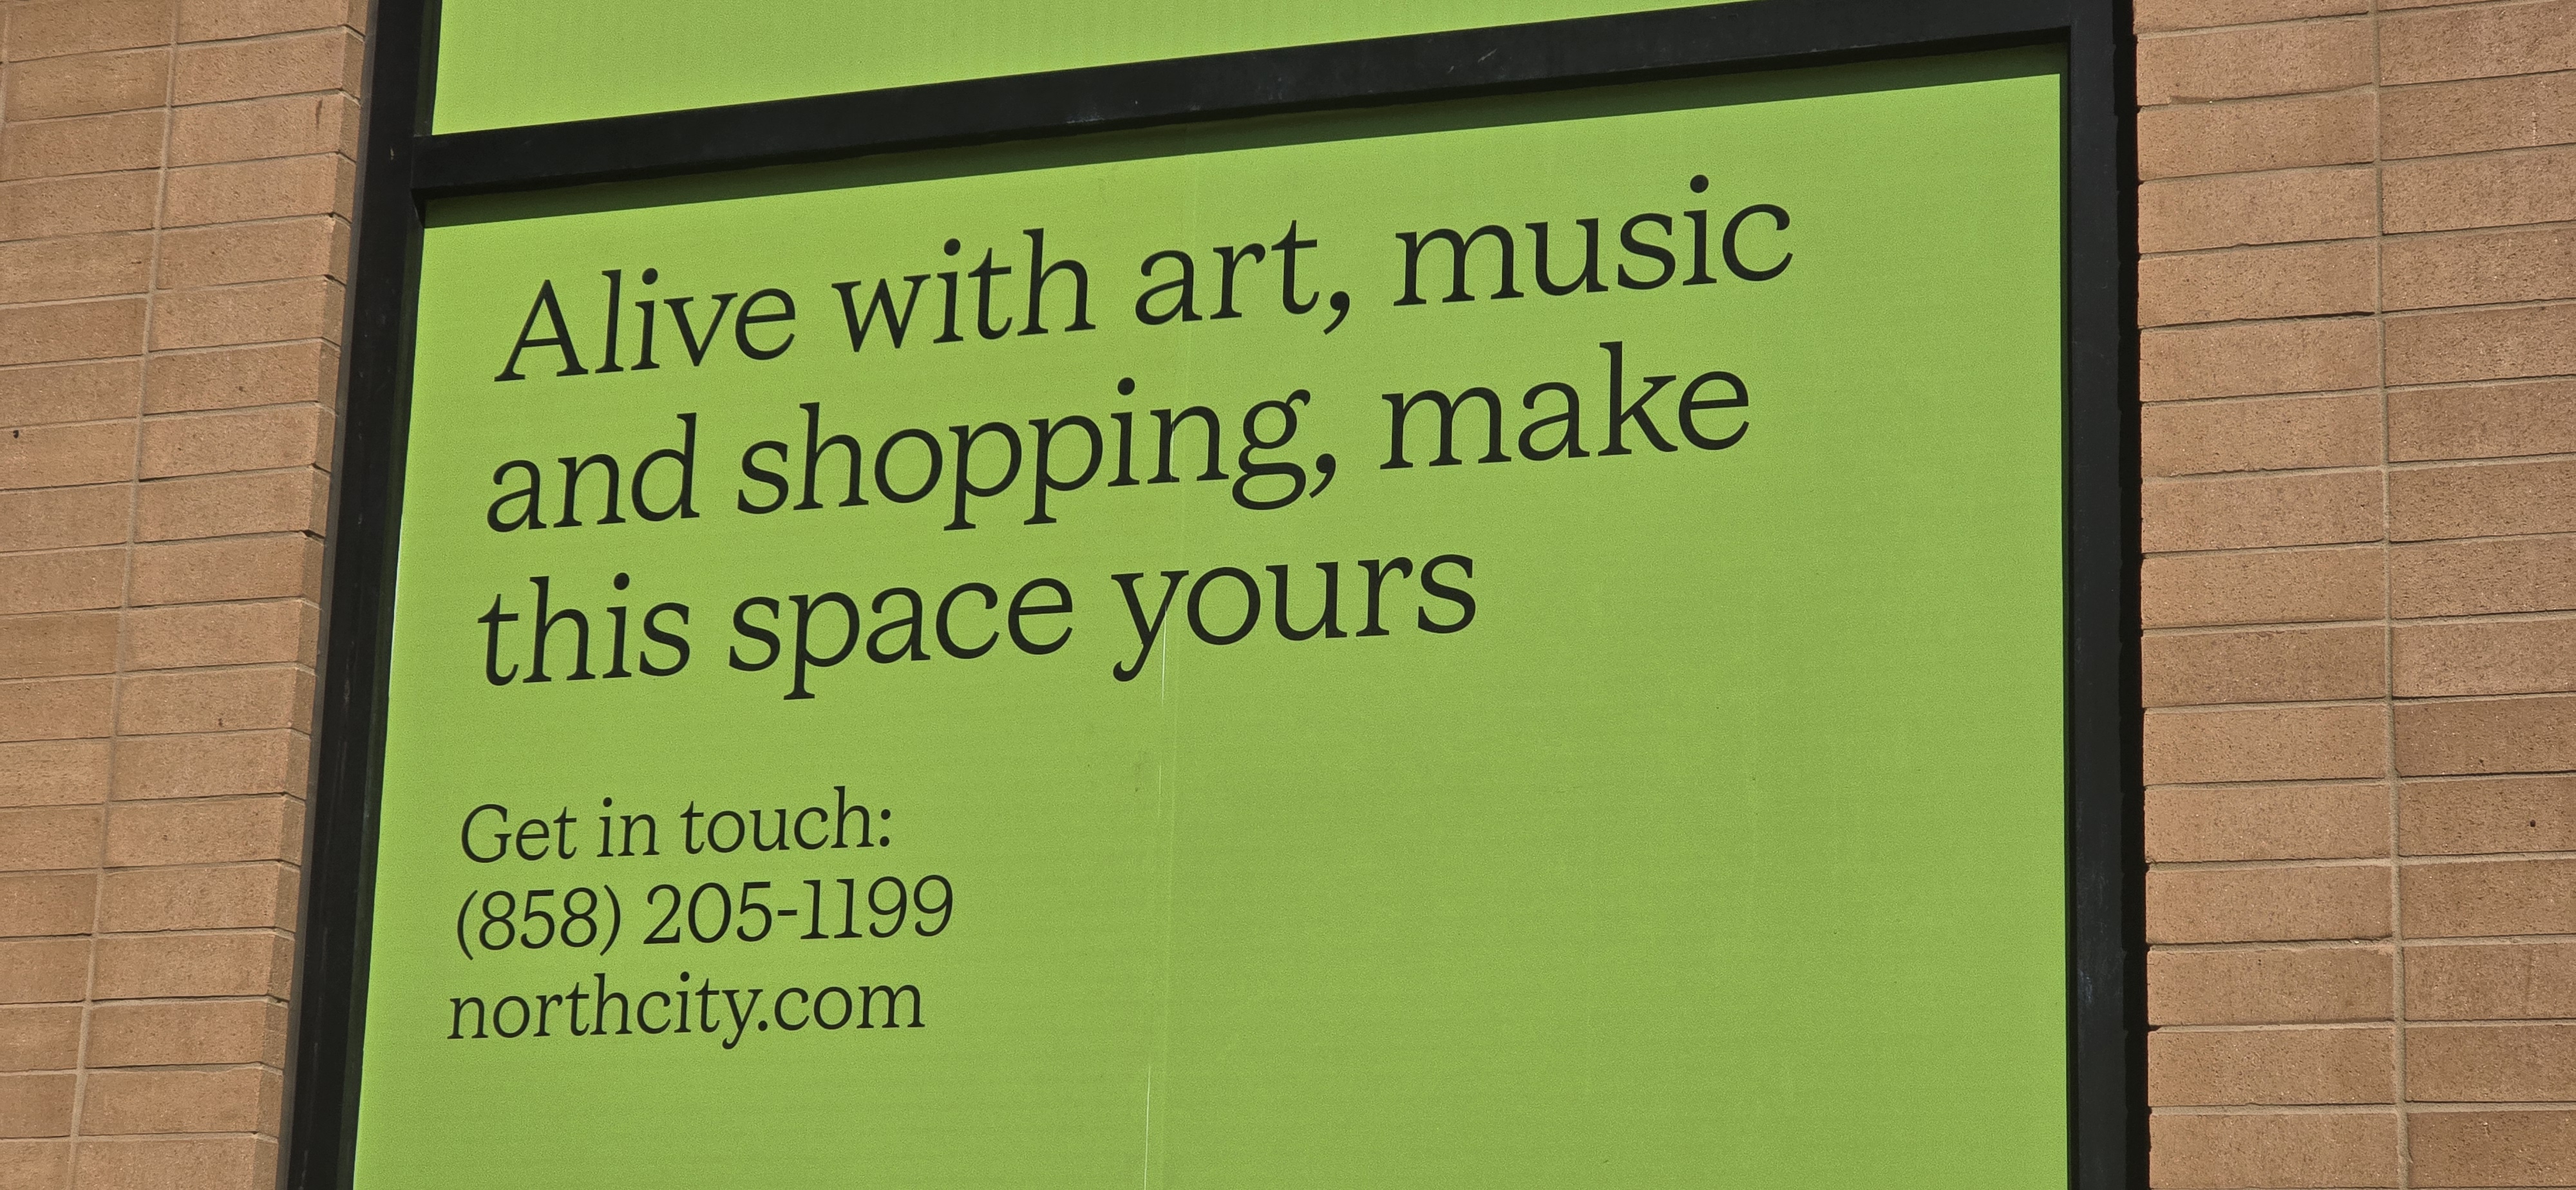 Alive with art, music
and shopping, make
this space yours
Get in touch:
(858) 205-1199
northcity.com